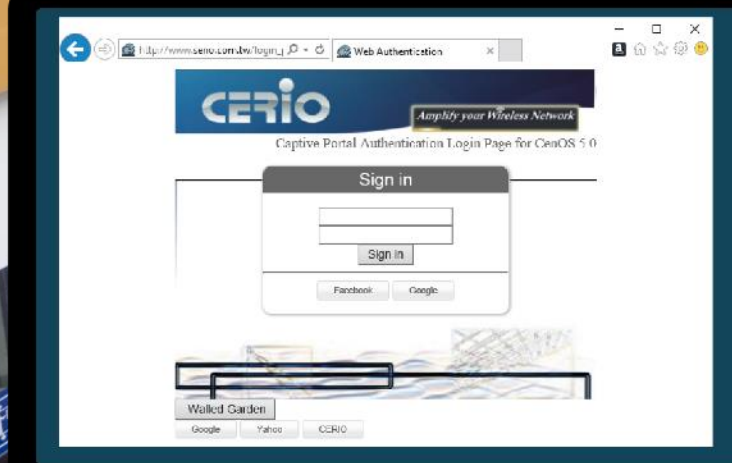 Web Authentication
CERIO
Amplify your Wireless Network
Captive Portal Authentication Login Page for CenOS 5.0
Sign in
Sign in
Facebook Google
Walled Garden
Google Yahoo CERIO